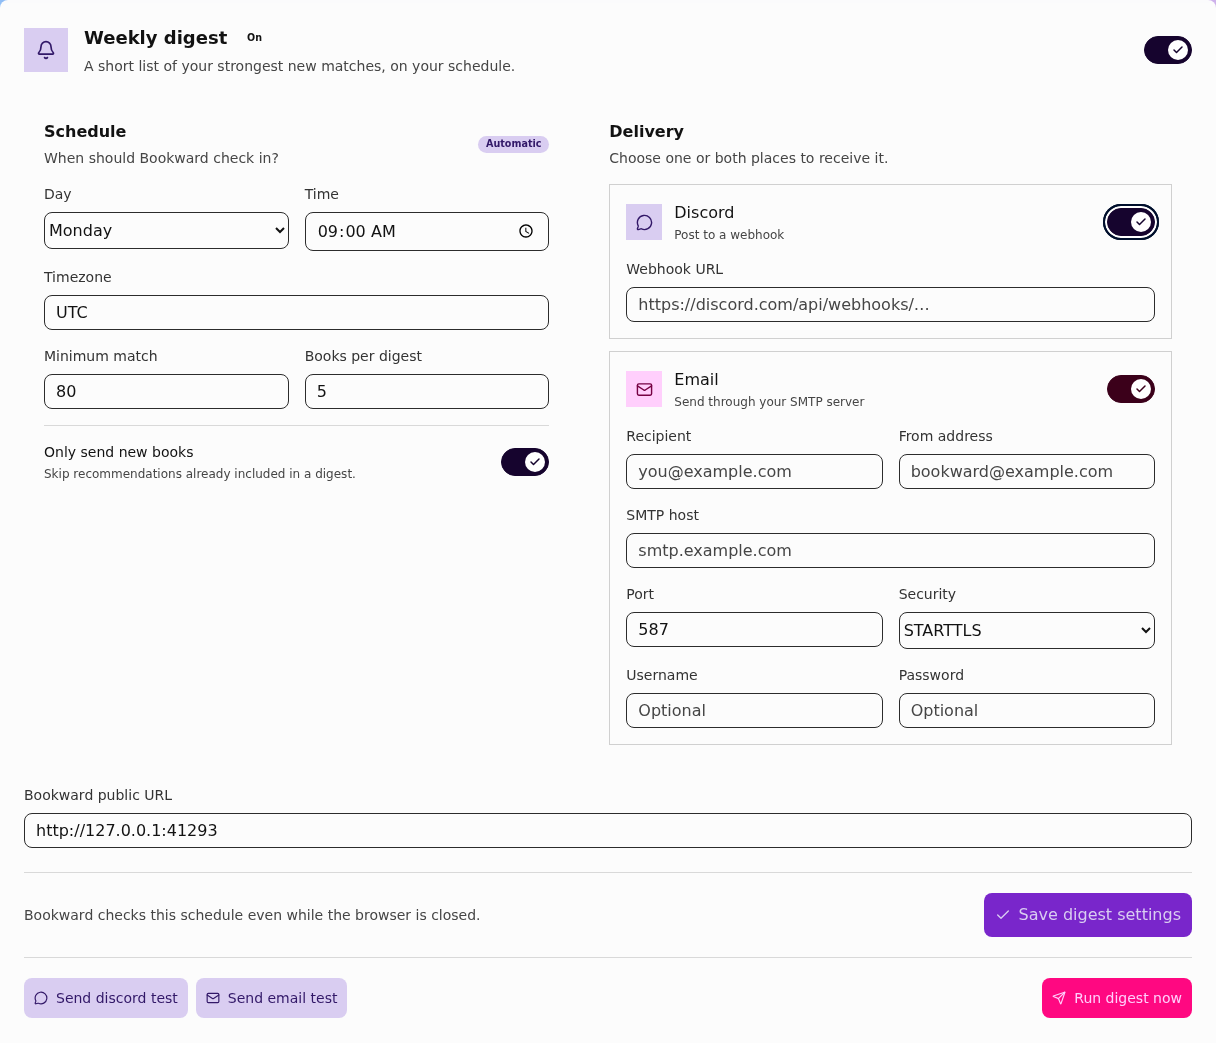 Weekly digest On
A short list of your strongest new matches, on your schedule.
Schedule
Automatic
When should Bookward check in?
Day Time
Monday 09:00 AM
Timezone
UTC
Minimum match Books per digest
80 5
Only send new books
Skip recommendations already included in a digest.
Delivery
Choose one or both places to receive it.
Discord
Post to a webhook
Webhook URL
https://discord.com/api/webhooks/...
Email
Send through your SMTP server
Recipient From address
you@example.com bookward@example.com
SMTP host
smtp.example.com
Port Security
587 STARTTLS
Username Password
Optional Optional
Bookward public URL
http://127.0.0.1:41293
Bookward checks this schedule even while the browser is closed.
Save digest settings
Send discord test Send email test Run digest now